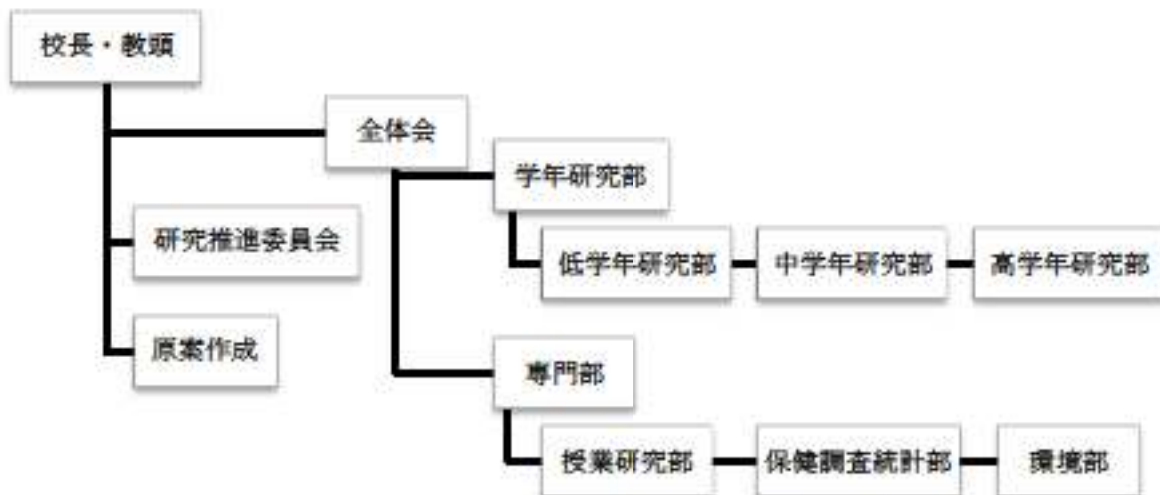 校長・教頭
全体会
学年研究部
研究推進委員会
低学年研究部
中学年研究部
高学年研究部
原案作成
専門部
授業研究部
保健調査統計部
環境部